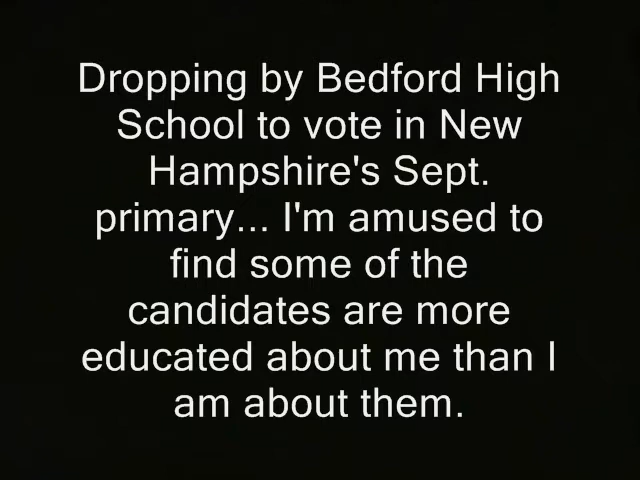 Dropping by Bedford High
School to vote in New
Hampshire's Sept.
primary... I'm amused to
find some of the
candidates are more
educated about me than I
am about them.